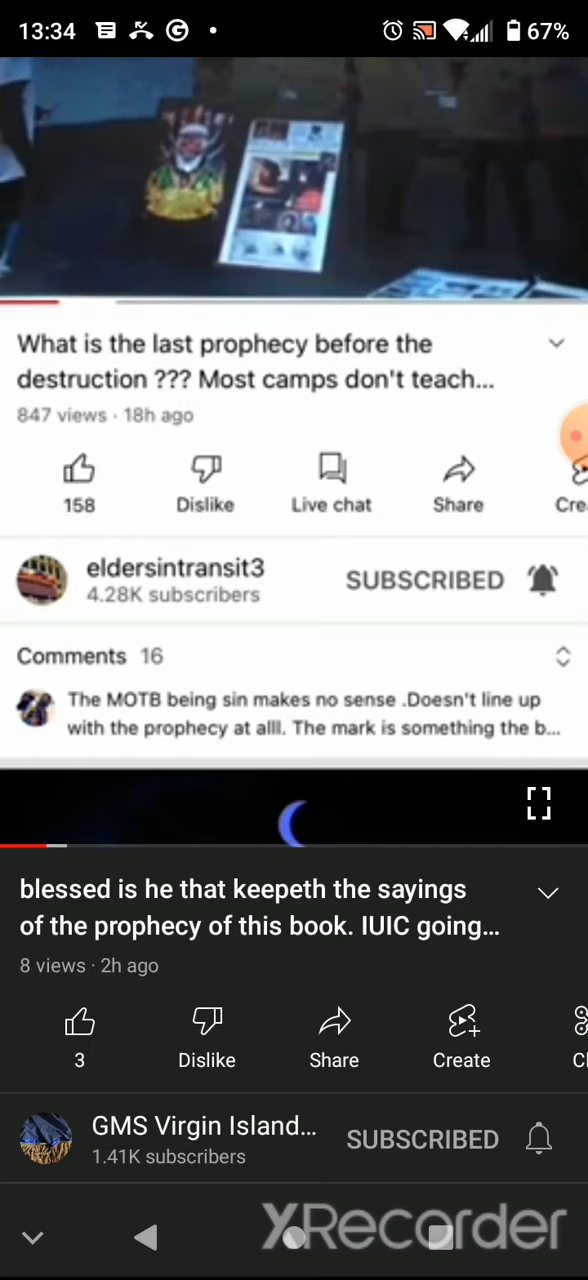 13:34
67%
What is the last prophecy before the
destruction ??? Most camps don't teach...
847 views · 18h ago
158 Dislike Live chat Share Cre
eldersintransit3
4.28K subscribers
SUBSCRIBED
Comments 16
The MOTB being sin makes no sense .Doesn't line up
with the prophecy at alll. The mark is something the b...
blessed is he that keepeth the sayings
of the prophecy of this book. IUIC going...
8 views · 2h ago
3 Dislike Share Create Cl
GMS Virgin Island...
1.41K subscribers
SUBSCRIBED
XRecorder